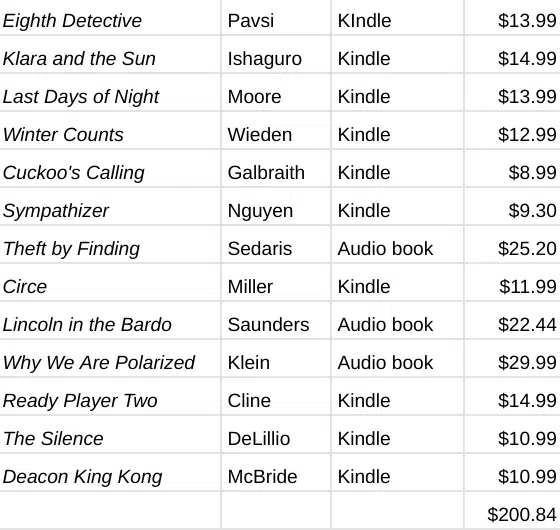 Eighth Detective Pavsi KIndle $13.99
Klara and the Sun Ishaguro Kindle $14.99
Last Days of Night Moore Kindle $13.99
Winter Counts Wieden Kindle $12.99
Cuckoo's Calling Galbraith Kindle $8.99
Sympathizer Nguyen Kindle $9.30
Theft by Finding Sedaris Audio book $25.20
Circe Miller Kindle $11.99
Lincoln in the Bardo Saunders Audio book $22.44
Why We Are Polarized Klein Audio book $29.99
Ready Player Two Cline Kindle $14.99
The Silence DeLillio Kindle $10.99
Deacon King Kong McBride Kindle $10.99
$200.84